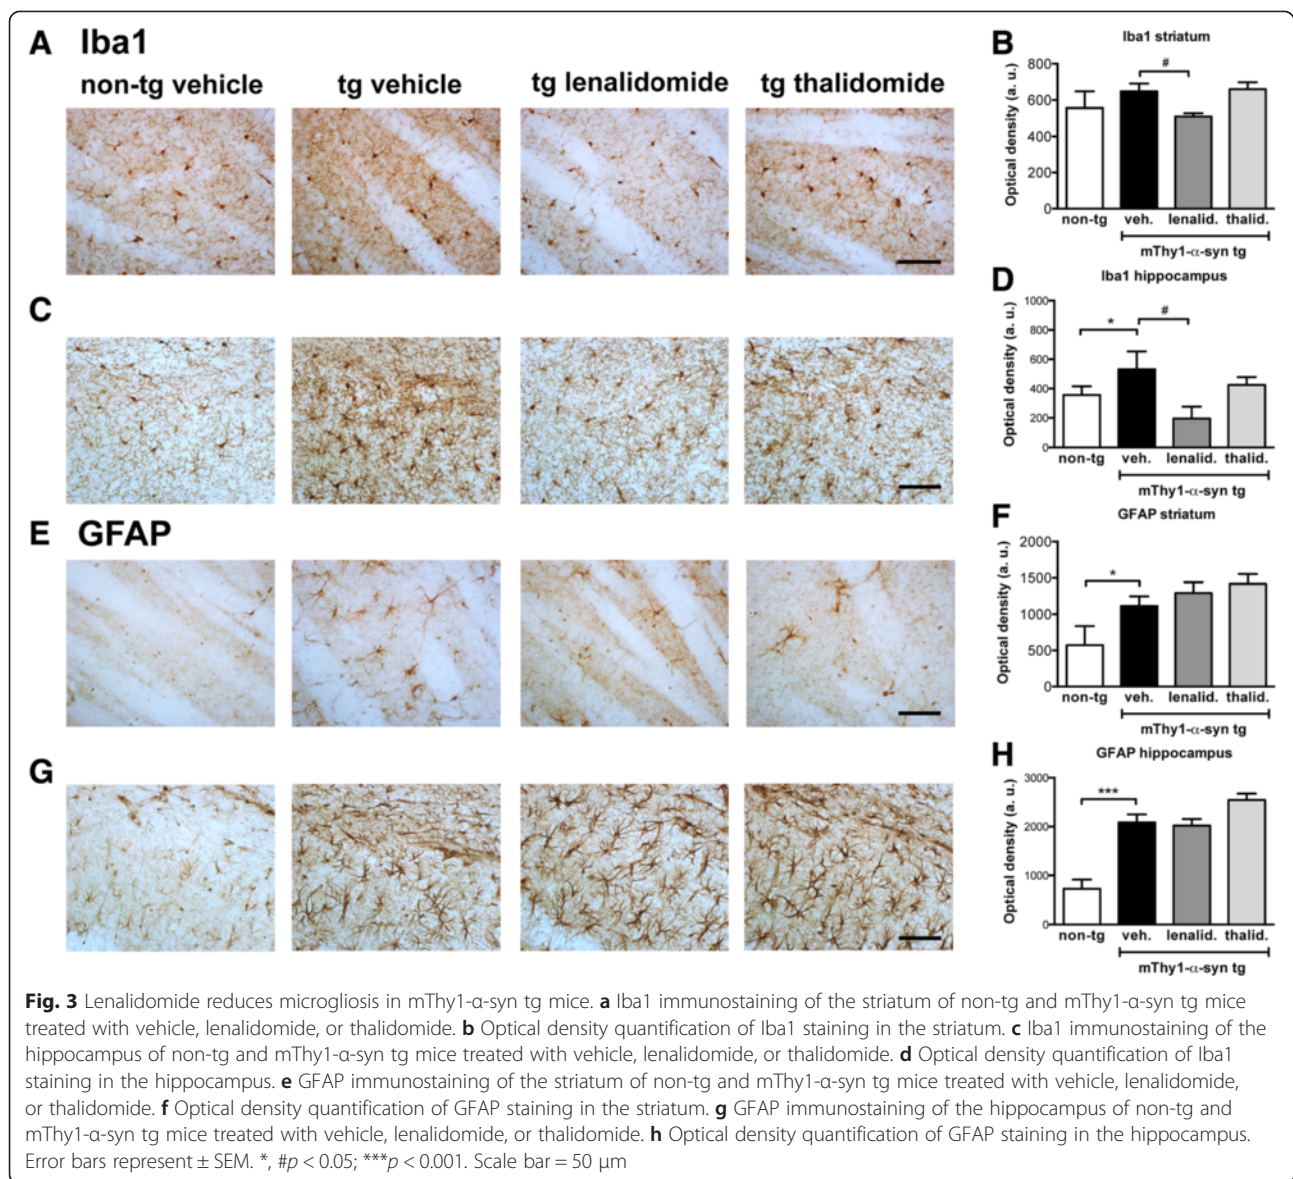 A Iba1
non-tg vehicle tg vehicle tg lenalidomide tg thalidomide
B Iba1 striatum
#
Optical density (a. u.)
800
600
400
200
0
non-tg veh. lenalid. thalid.
mThy1-α-syn tg
C
D Iba1 hippocampus
* #
Optical density (a. u.)
1000
800
600
400
200
0
non-tg veh. lenalid. thalid.
mThy1-α-syn tg
E GFAP
F GFAP striatum
*
Optical density (a. u.)
2000
1500
1000
500
0
non-tg veh. lenalid. thalid.
mThy1-α-syn tg
G
H GFAP hippocampus
***
Optical density (a. u.)
3000
2000
1000
0
non-tg veh. lenalid. thalid.
mThy1-α-syn tg
Fig. 3 Lenalidomide reduces microgliosis in mThy1-α-syn tg mice. a Iba1 immunostaining of the striatum of non-tg and mThy1-α-syn tg mice
treated with vehicle, lenalidomide, or thalidomide. b Optical density quantification of Iba1 staining in the striatum. c Iba1 immunostaining of the
hippocampus of non-tg and mThy1-α-syn tg mice treated with vehicle, lenalidomide, or thalidomide. d Optical density quantification of Iba1
staining in the hippocampus. e GFAP immunostaining of the striatum of non-tg and mThy1-α-syn tg mice treated with vehicle, lenalidomide,
or thalidomide. f Optical density quantification of GFAP staining in the striatum. g GFAP immunostaining of the hippocampus of non-tg and
mThy1-α-syn tg mice treated with vehicle, lenalidomide, or thalidomide. h Optical density quantification of GFAP staining in the hippocampus.
Error bars represent ± SEM. *, #p < 0.05; ***p < 0.001. Scale bar = 50 μm